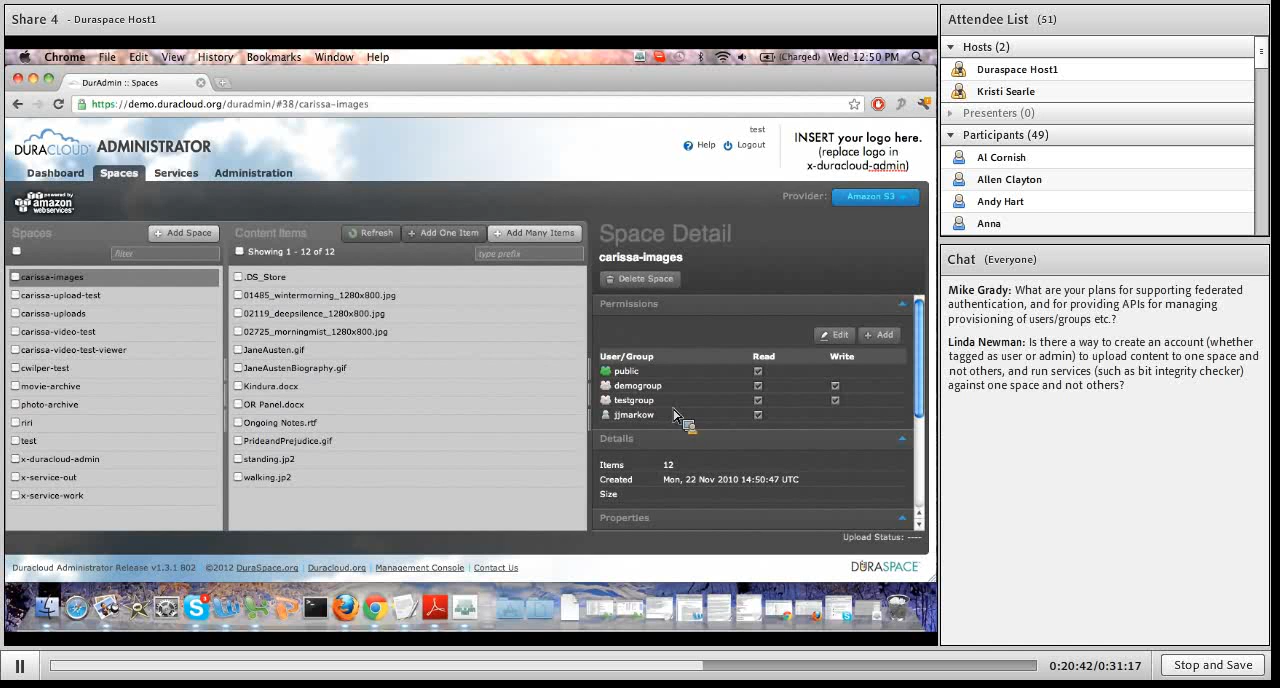 Share 4 - Duraspace Host1
Chrome File Edit View History Bookmarks Window Help
(Charged) Wed 12:50 PM
DurAdmin :: Spaces
https://demo.duracloud.org/duradmin/#38/carissa-images
DURACLOUD ADMINISTRATOR
test
Help Logout
INSERT your logo here.
(replace logo in
x-duracloud-admin)
Dashboard Spaces Services Administration
powered by
amazon
webservices
Provider: Amazon S3
Spaces
+ Add Space
filter
carissa-images
carissa-upload-test
carissa-uploads
carissa-video-test
carissa-video-test-viewer
cwilper-test
movie-archive
photo-archive
riri
test
x-duracloud-admin
x-service-out
x-service-work
Content Items
Refresh + Add One Item + Add Many Items
Showing 1 - 12 of 12
type prefix
.DS_Store
01485_wintermorning_1280x800.jpg
02119_deepsilence_1280x800.jpg
02725_morningmist_1280x800.jpg
JaneAusten.gif
JaneAustenBiography.gif
Kindura.docx
OR Panel.docx
Ongoing Notes.rtf
PrideandPrejudice.gif
standing.jp2
walking.jp2
Space Detail
carissa-images
Delete Space
Permissions
Edit + Add
User/Group Read Write
public
demogroup
testgroup
jjmarkow
Details
Items 12
Created Mon, 22 Nov 2010 14:50:47 UTC
Size
Properties
Upload Status: ----
Duracloud Administrator Release v1.3.1.802 ©2012 DuraSpace.org | Duracloud.org | Management Console | Contact Us
DURASPACE
Attendee List (51)
Hosts (2)
Duraspace Host1
Kristi Searle
Presenters (0)
Participants (49)
Al Cornish
Allen Clayton
Andy Hart
Anna
Chat (Everyone)
Mike Grady: What are your plans for supporting federated
authentication, and for providing APIs for managing
provisioning of users/groups etc.?
Linda Newman: Is there a way to create an account (whether
tagged as user or admin) to upload content to one space and
not others, and run services (such as bit integrity checker)
against one space and not others?
0:20:42/0:31:17
Stop and Save